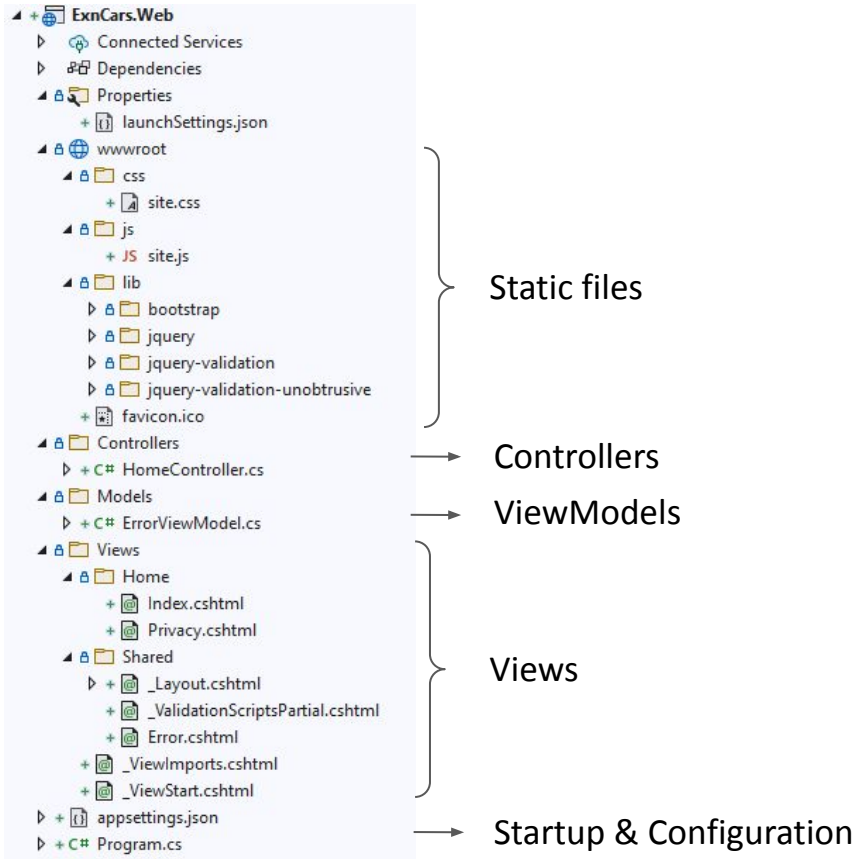 ExnCars.Web
Connected Services
Dependencies
Properties
launchSettings.json
wwwroot
css
site.css
js
JS site.js
lib
bootstrap
jquery
jquery-validation
jquery-validation-unobtrusive
favicon.ico
Static files
Controllers
C# HomeController.cs
Controllers
Models
C# ErrorViewModel.cs
ViewModels
Views
Home
Index.cshtml
Privacy.cshtml
Shared
_Layout.cshtml
_ValidationScriptsPartial.cshtml
Error.cshtml
_ViewImports.cshtml
_ViewStart.cshtml
Views
appsettings.json
C# Program.cs
Startup & Configuration